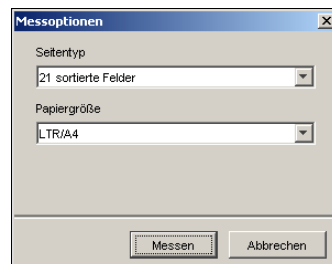 Messoptionen
Seitentyp
21 sortierte Felder
Papiergröße
LTR/A4
Messen
Abbrechen